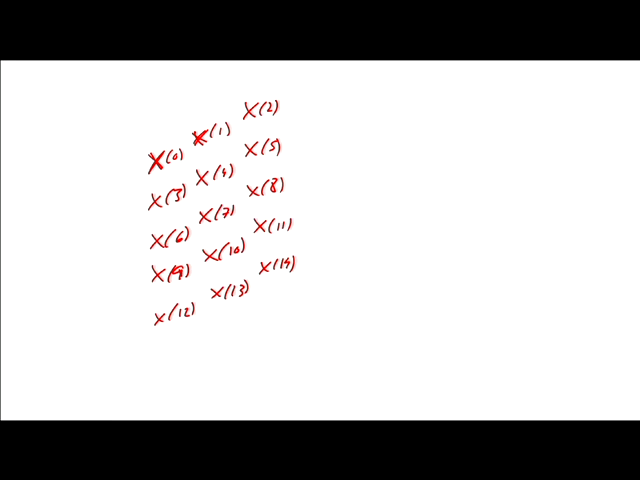 X(0) X(1) X(2)
X(3) X(4) X(5)
X(6) X(7) X(8)
X(9) X(10) X(11)
X(12) X(13) X(14)